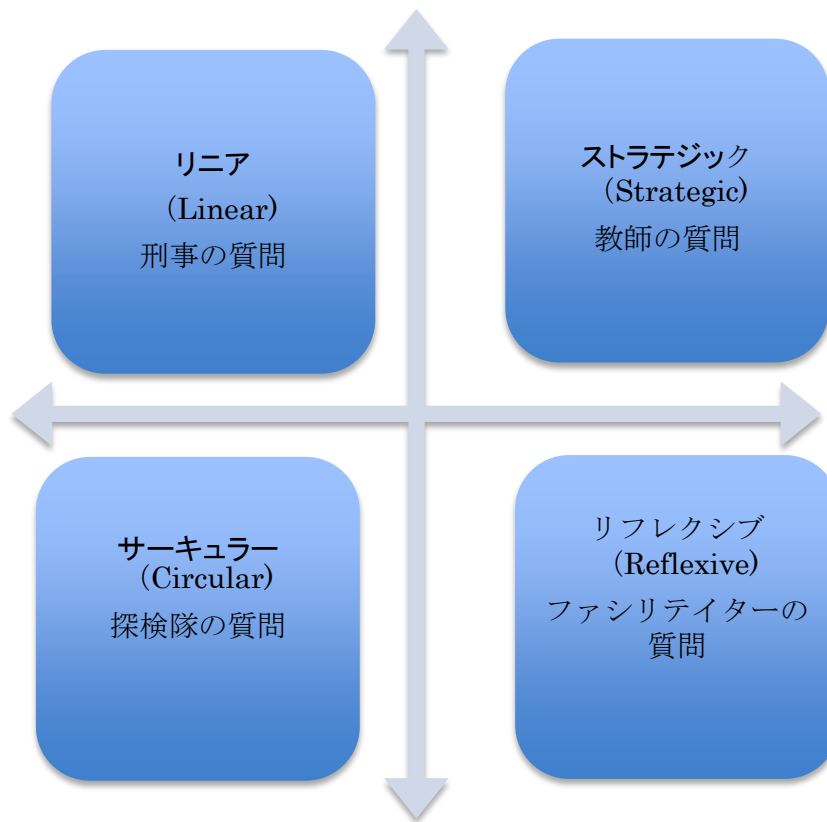 リニア
（Linear)
刑事の質問
ストラテジック
（Strategic)
教師の質問
サーキュラー
（Circular)
探検隊の質問
リフレクシブ
（Reflexive)
ファシリテイターの
質問